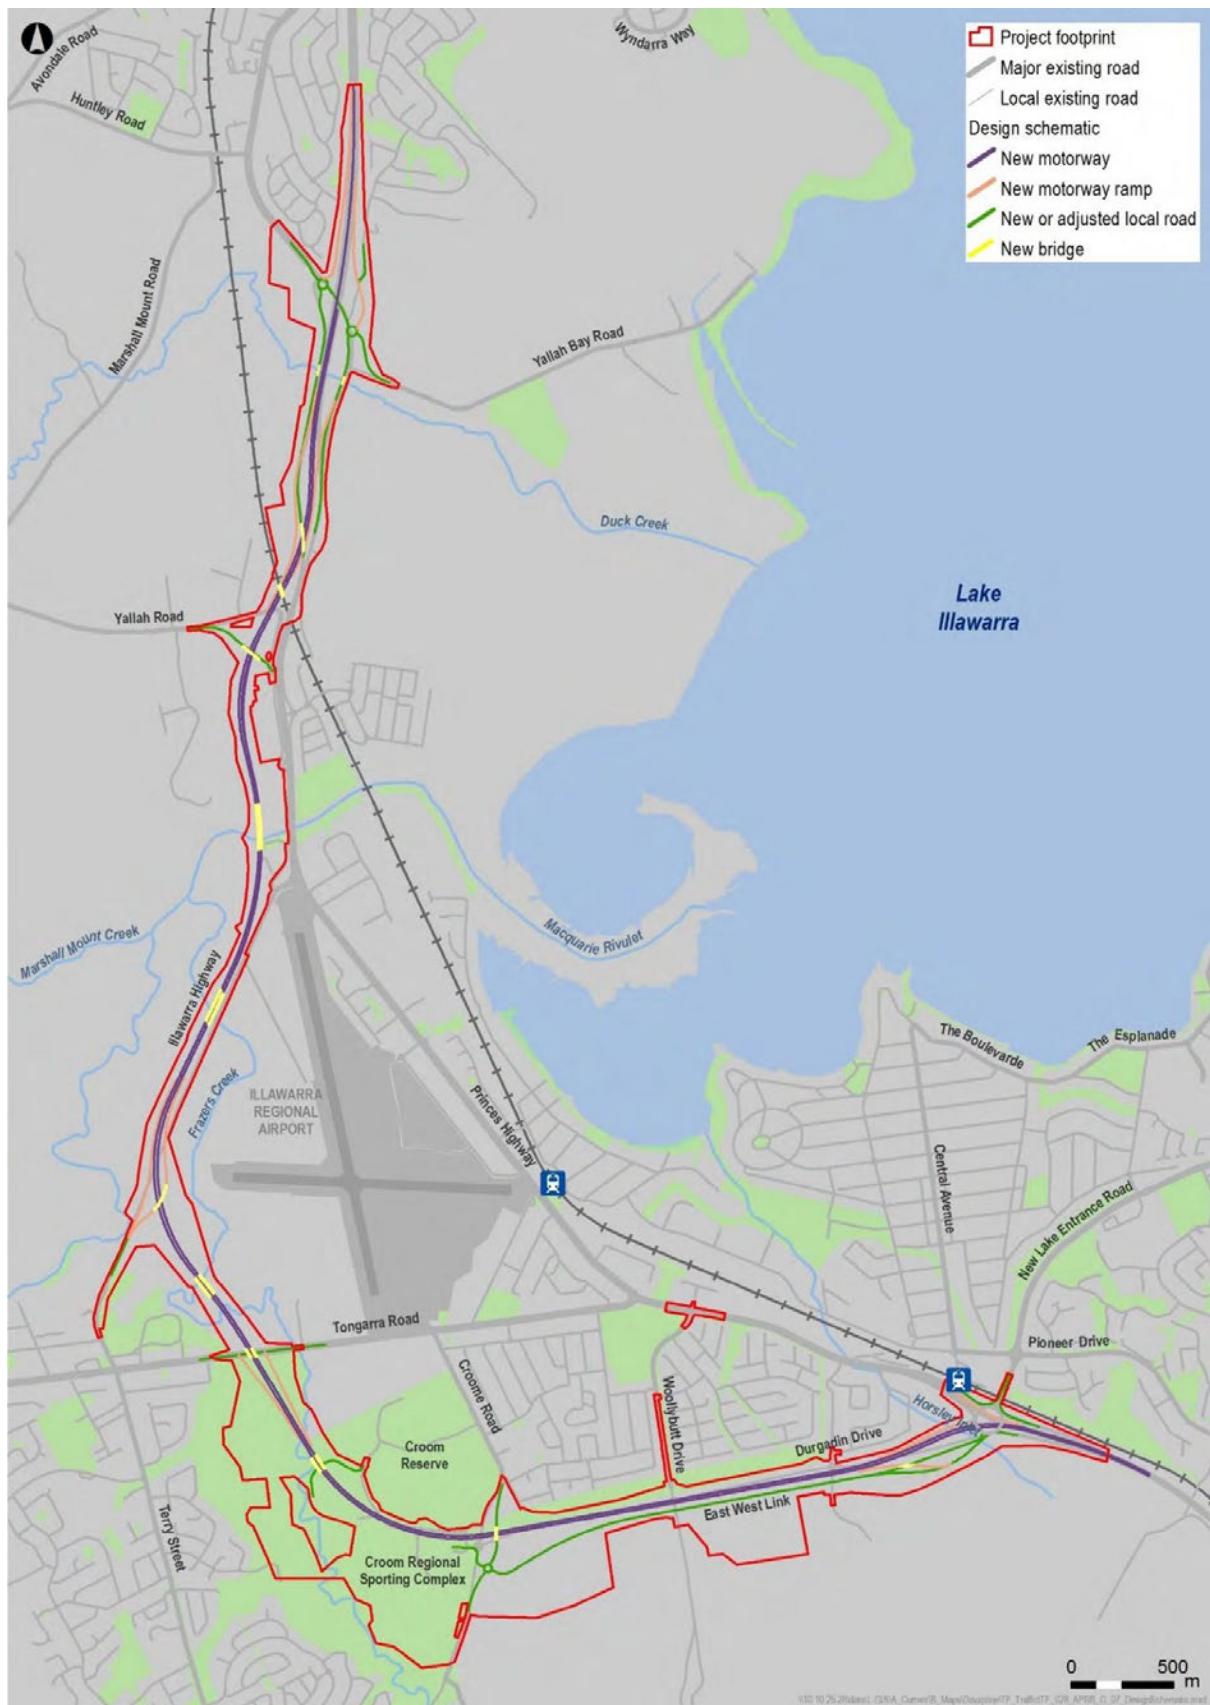 Wyndarra Way
Avondale Road
Huntley Road
Project footprint
Major existing road
Local existing road
Design schematic
New motorway
New motorway ramp
New or adjusted local road
New bridge
Marshall Mount Road
Yallah Bay Road
Duck Creek
Yallah Road
Lake
Illawarra
Marshall Mount Creek
Macquarie Rivulet
Illawarra Highway
Frazers Creek
ILLAWARRA
REGIONAL
AIRPORT
Princes Highway
The Boulevarde
The Esplanade
Central Avenue
New Lake Entrance Road
Tongarra Road
Pioneer Drive
Croome Road
Woollybutt Drive
Horsley Inlet
Durgadin Drive
Croom
Reserve
East West Link
Terry Street
Croom Regional
Sporting Complex
0 500
m